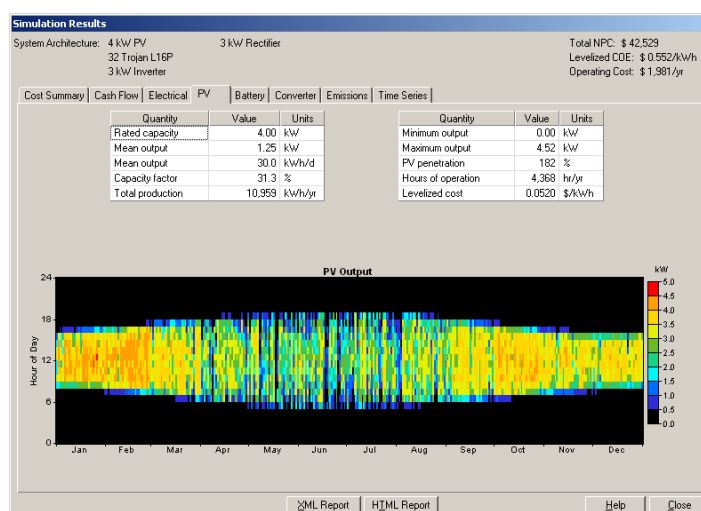 Simulation Results
System Architecture: 4 kW PV 3 kW Rectifier Total NPC: $ 42,529
32 Trojan L16P Levelized COE: $ 0.552/kWh
3 kW Inverter Operating Cost: $ 1,981/yr
Cost Summary Cash Flow Electrical PV Battery Converter Emissions Time Series
Quantity Value Units Quantity Value Units
Rated capacity 4.00 kW Minimum output 0.00 kW
Mean output 1.25 kW Maximum output 4.52 kW
Mean output 30.0 kWh/d PV penetration 182 %
Capacity factor 31.3 % Hours of operation 4,368 hr/yr
Total production 10,959 kWh/yr Levelized cost 0.0520 $/kWh
PV Output
kW
24
18
12
6
0
Hour of Day
5.0
4.5
4.0
3.5
3.0
2.5
2.0
1.5
1.0
0.5
0.0
Jan Feb Mar Apr May Jun Jul Aug Sep Oct Nov Dec
XML Report HTML Report Help Close